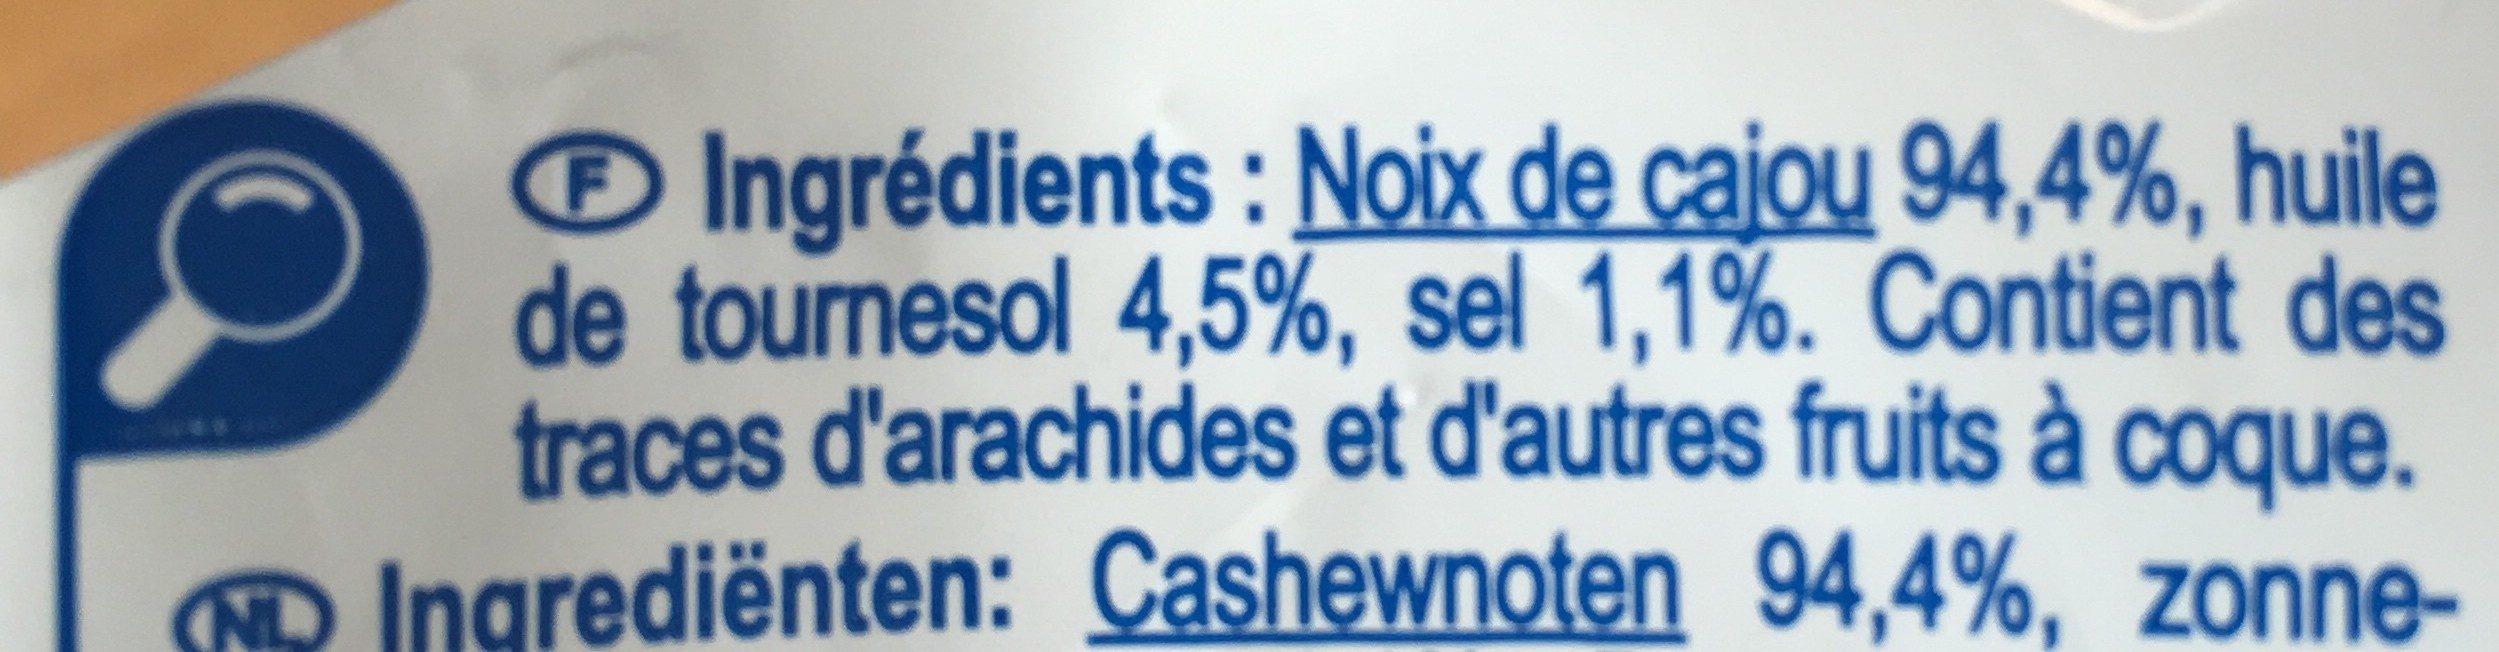 F Ingrédients : Noix de cajou 94,4%, huile
de tournesol 4,5%, sel 1,1%. Contient des
traces d'arachides et d'autres fruits à coque.
NL Ingrediënten: Cashewnoten 94,4%, zonne-